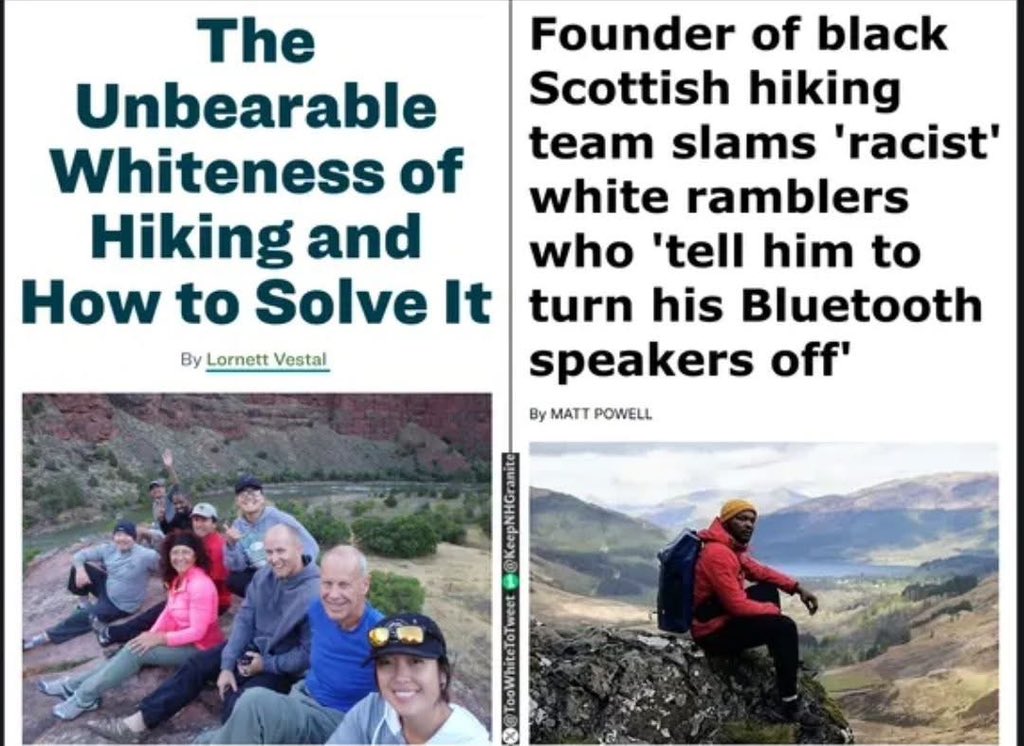 The
Unbearable
Whiteness of
Hiking and
How to Solve It
By Lornett Vestal
Founder of black
Scottish hiking
team slams 'racist'
white ramblers
who 'tell him to
turn his Bluetooth
speakers off'
By MATT POWELL
@TooWhiteToTweet @KeepNHGranite